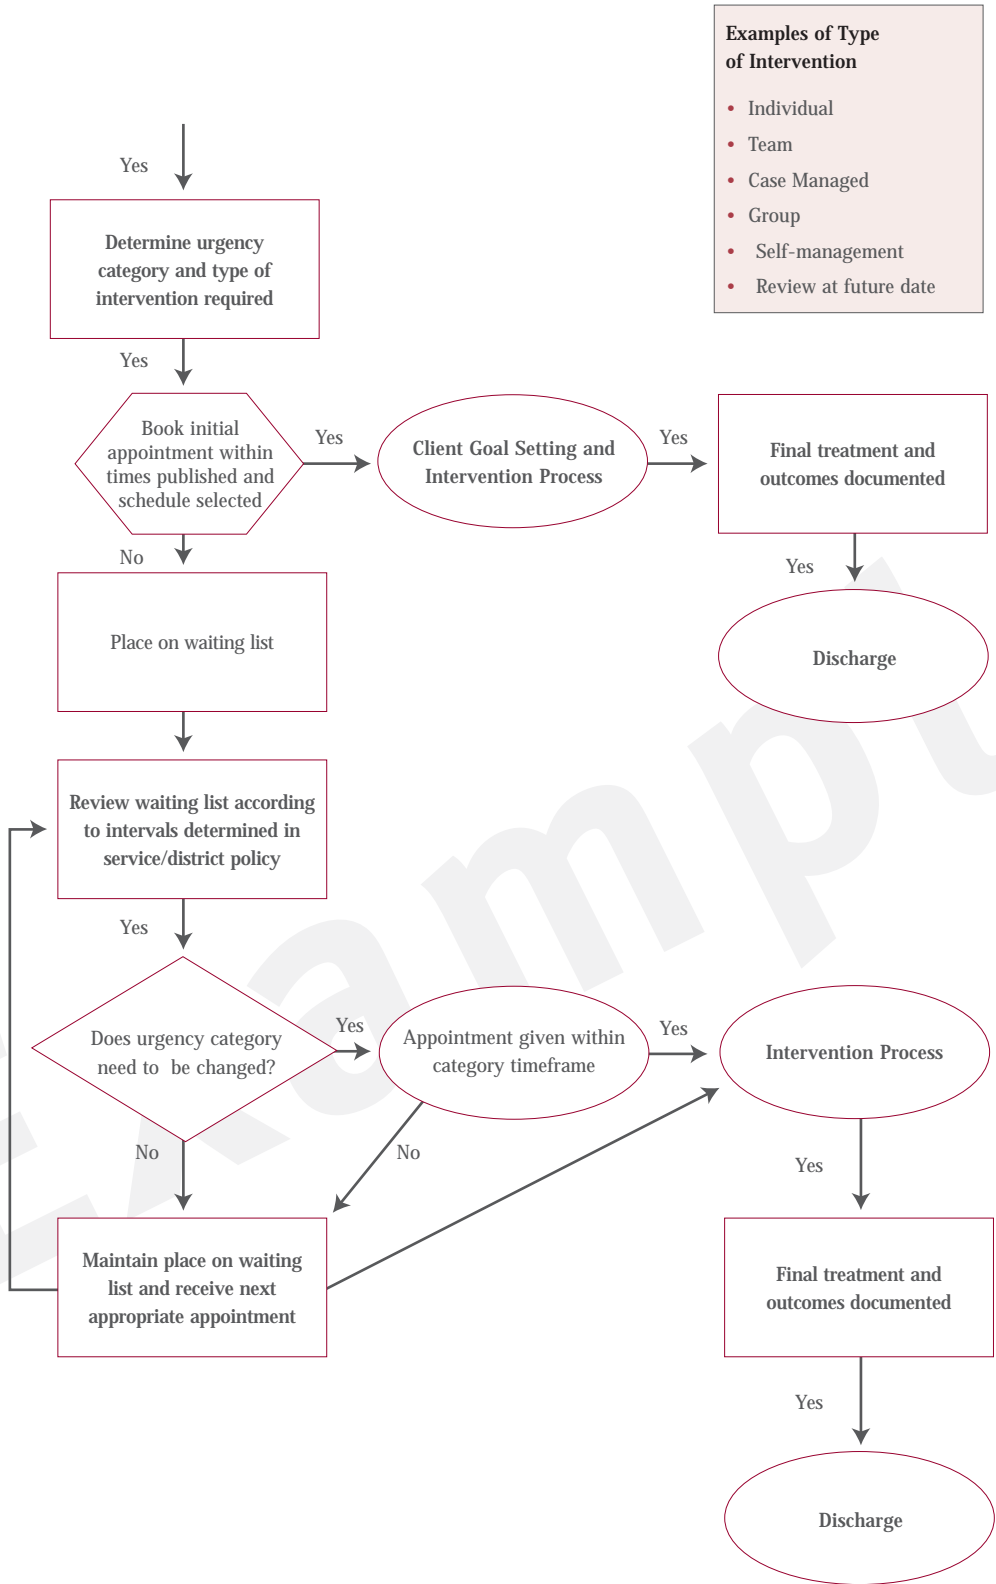 Examples of Type
of Intervention
• Individual
• Team
• Case Managed
• Group
• Self-management
• Review at future date
Yes
Determine urgency
category and type of
intervention required
Yes
Book initial
appointment within
times published and
schedule selected
Yes
Client Goal Setting and
Intervention Process
Yes
Final treatment and
outcomes documented
No
Yes
Place on waiting list
Discharge
Review waiting list according
to intervals determined in
service/district policy
Yes
Does urgency category
need to be changed?
Yes
Appointment given within
category timeframe
Yes
Intervention Process
No
No
Yes
Maintain place on waiting
list and receive next
appropriate appointment
Final treatment and
outcomes documented
Yes
Discharge
Example